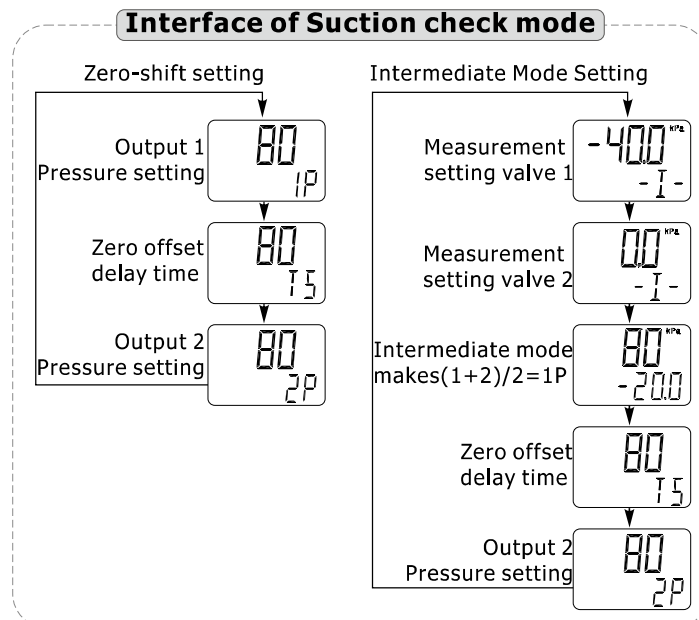 Interface of Suction check mode
Zero-shift setting
Output 1
Pressure setting
80
1P
Zero offset
delay time
80
T5
Output 2
Pressure setting
80
2P
Intermediate Mode Setting
Measurement
setting valve 1
-40.0 kPa
-I-
Measurement
setting valve 2
0.0 kPa
-I-
Intermediate mode
makes(1+2)/2=1P
80 kPa
-20.0
Zero offset
delay time
80
T5
Output 2
Pressure setting
80
2P